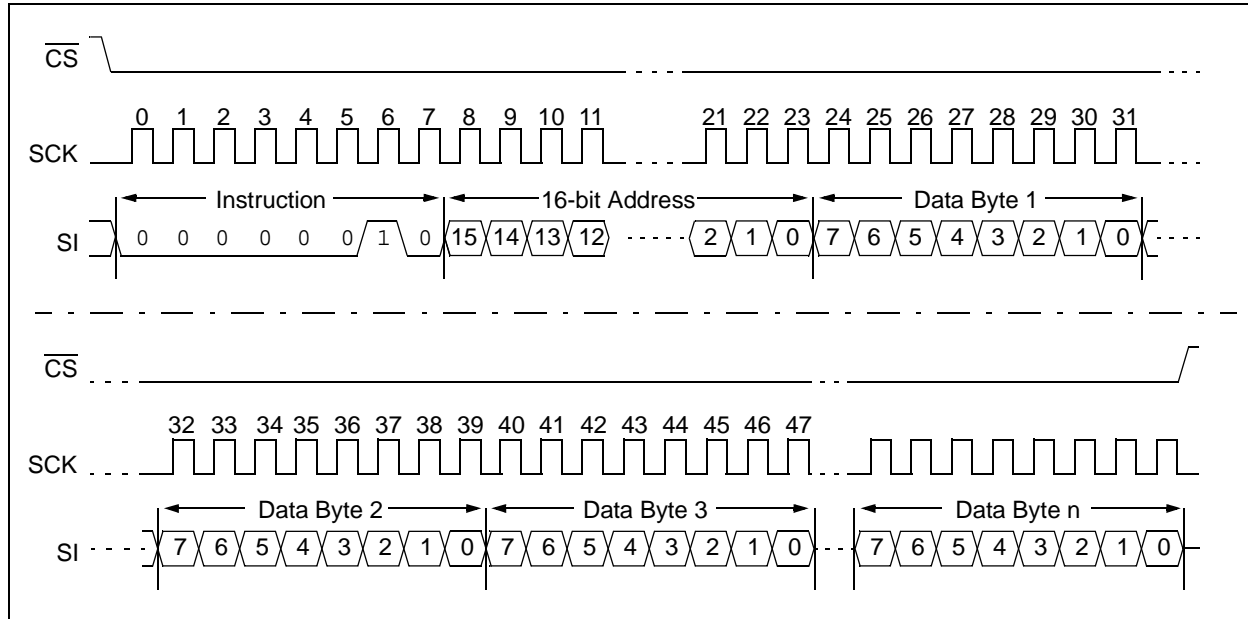 CS
0 1 2 3 4 5 6 7 8 9 10 11 21 22 23 24 25 26 27 28 29 30 31
SCK
Instruction 16-bit Address Data Byte 1
SI 0 0 0 0 0 0 1 0 15 14 13 12 2 1 0 7 6 5 4 3 2 1 0
CS
32 33 34 35 36 37 38 39 40 41 42 43 44 45 46 47
SCK
Data Byte 2 Data Byte 3 Data Byte n
SI 7 6 5 4 3 2 1 0 7 6 5 4 3 2 1 0 7 6 5 4 3 2 1 0